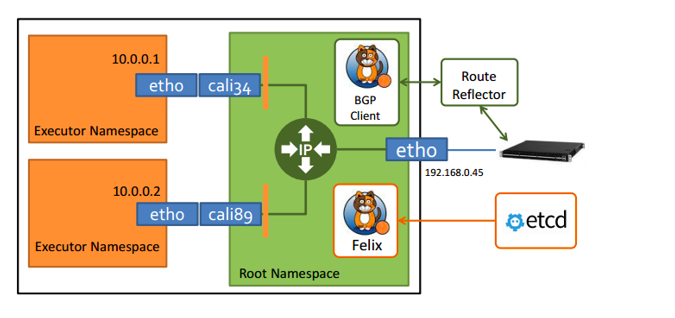 10.0.0.1
etho
cali34
Executor Namespace
10.0.0.2
etho
cali89
Executor Namespace
IP
BGP
Client
Felix
Root Namespace
etho
192.168.0.45
Route
Reflector
etcd